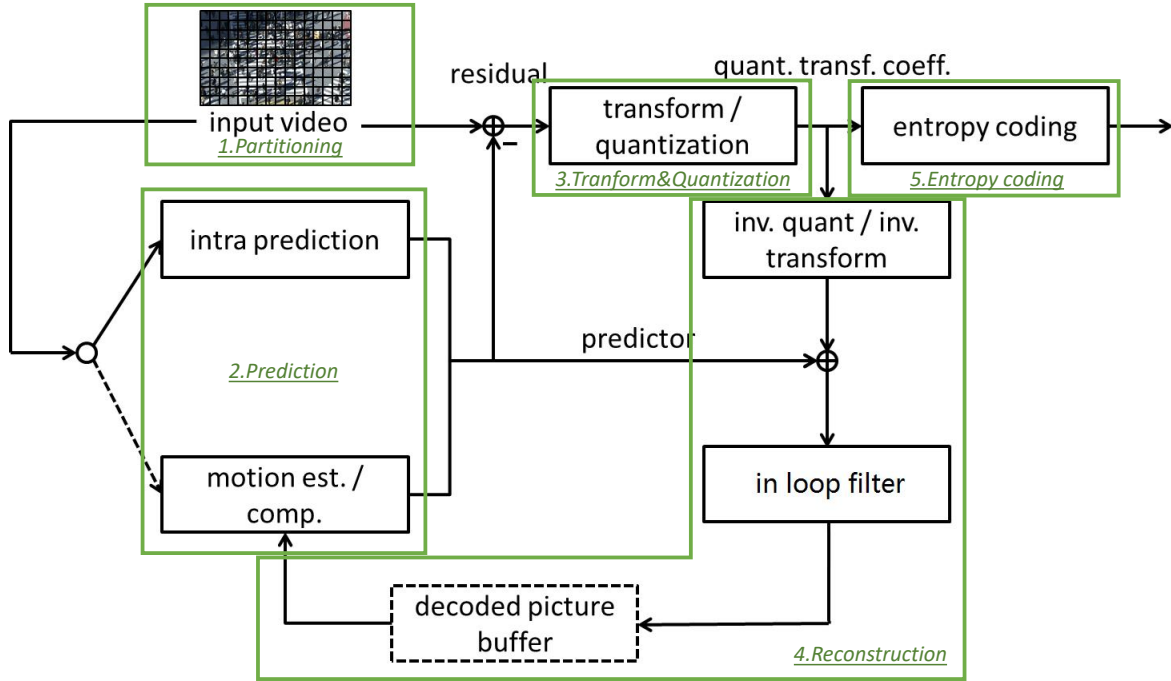 input video
1.Partitioning
residual
transform /
quantization
3.Tranform&Quantization
quant. transf. coeff.
entropy coding
5.Entropy coding
intra prediction
inv. quant / inv.
transform
2.Prediction
predictor
motion est. /
comp.
in loop filter
decoded picture
buffer
4.Reconstruction